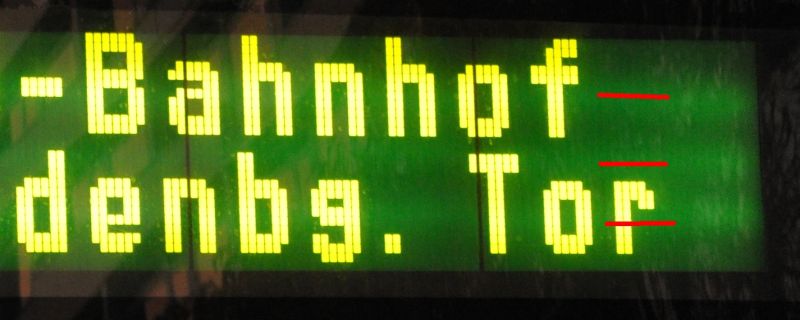 -Bahnhof
denbg. Tor